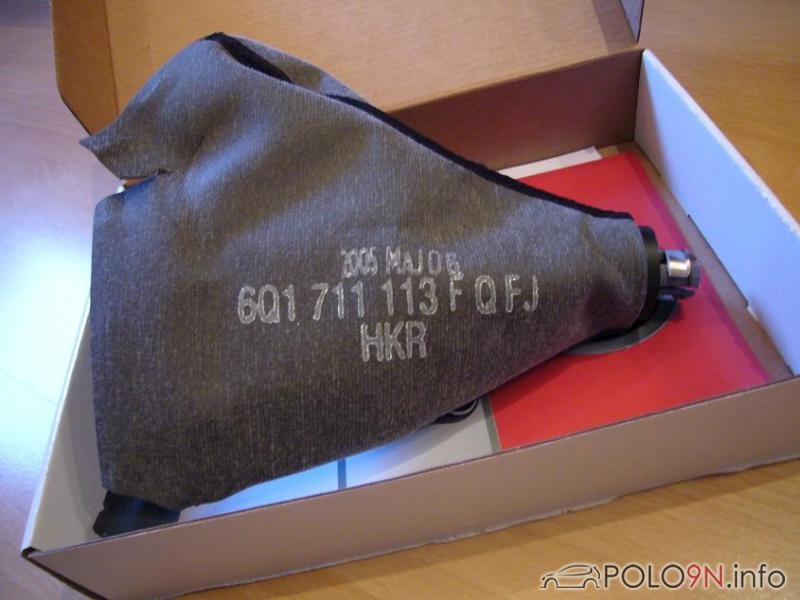 2005 MAJ 06
6Q1 711 113 F QFJ
HKR
POLO9N.info